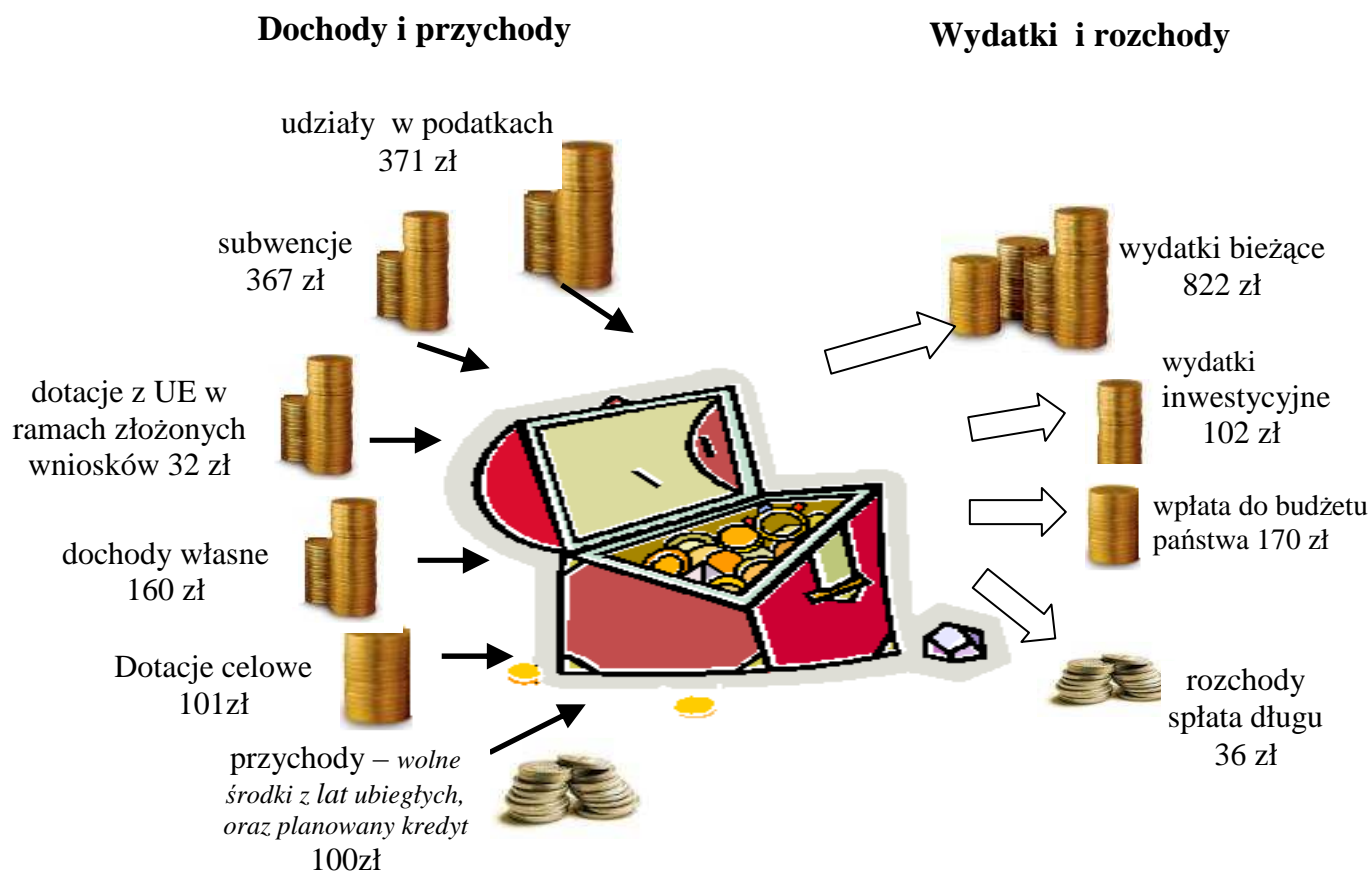 Dochody i przychody
Wydatki i rozchody
udziały w podatkach
371 zł
subwencje
367 zł
dotacje z UE w
ramach złożonych
wniosków 32 zł
dochody własne
160 zł
Dotacje celowe
101zł
przychody – wolne
środki z lat ubiegłych,
oraz planowany kredyt
100zł
wydatki bieżące
822 zł
wydatki
inwestycyjne
102 zł
wpłata do budżetu
państwa 170 zł
rozchody
spłata długu
36 zł